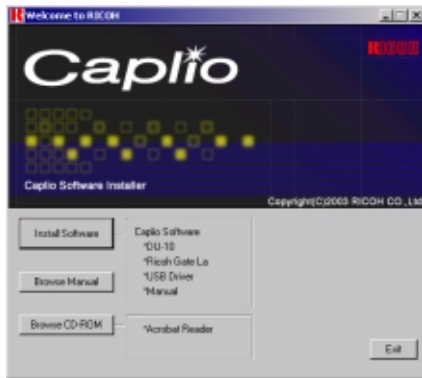 Welcome to RICOH
RICOH
Caplio
Caplio Software Installer
Copyright(C)2003 RICOH CO.,Ltd
Install Software
Caplio Software
*DU-10
*Ricoh Gate La
*USB Driver
*Manual
Browse Manual
Browse CD-ROM
*Acrobat Reader
Exit